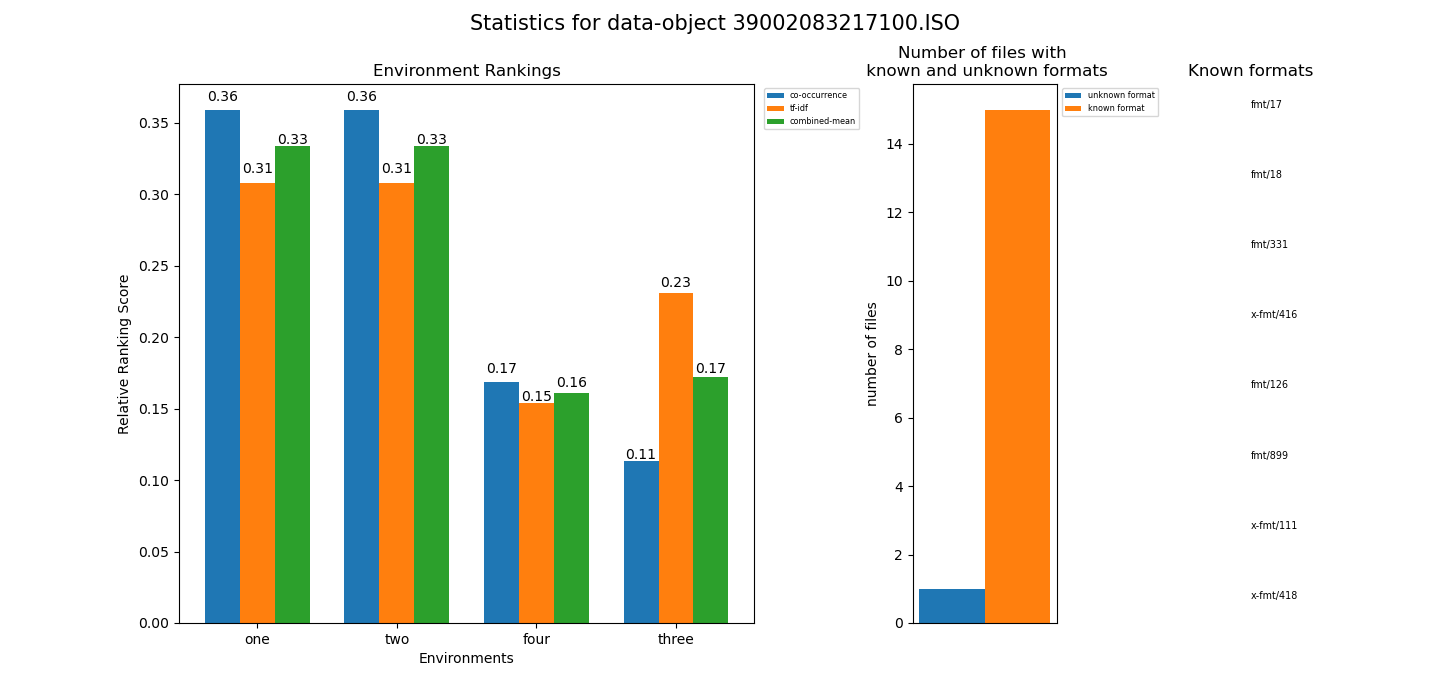 Statistics for data-object 39002083217100.ISO
Environment Rankings
0.35
0.30
0.25
0.20
0.15
0.10
0.05
0.00
Relative Ranking Score
0.36
0.31
0.33
0.36
0.31
0.33
0.17
0.15
0.16
0.11
0.23
0.17
one
two
four
three
Environments
co-occurrence
tf-idf
combined-mean
Number of files with
known and unknown formats
14
12
10
8
6
4
2
0
number of files
unknown format
known format
Known formats
fmt/17
fmt/18
fmt/331
x-fmt/416
fmt/126
fmt/899
x-fmt/111
x-fmt/418